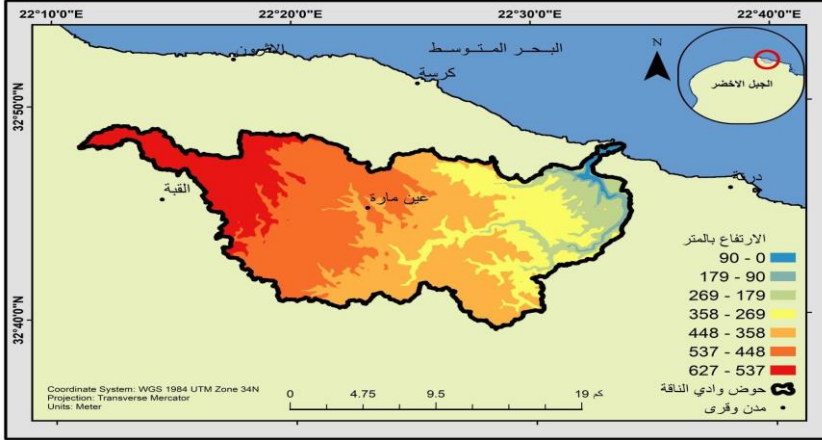 22°10'0"E
22°20'0"E
22°30'0"E
22°40'0"E
32°50'0"N
32°40'0"N
البحر المتوسط
الاثرون
كرسة
N
الجبل الاخضر
درنة
القبة
عين مارة
الارتفاع بالمتر
90 - 0
179 - 90
269 - 179
358 - 269
448 - 358
537 - 448
627 - 537
حوض وادي الناقة
مدن وقرى
Coordinate System: WGS 1984 UTM Zone 34N
Projection: Transverse Mercator
Units: Meter
0 4.75 9.5 19 كم